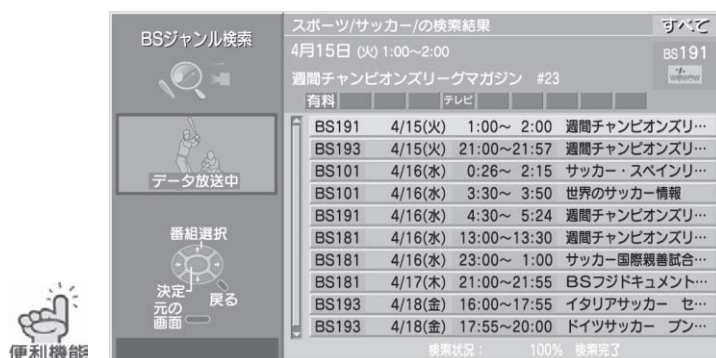 BSジャンル検索
データ放送中
番組選択
決定
戻る
元の
画面
便利機能
スポーツ/サッカー/の検索結果 すべて
4月15日 (火) 1:00~2:00 BS191
週間チャンピオンズリーグマガジン #23 WOWOW
有料 テレビ
BS191 4/15(火) 1:00~ 2:00 週間チャンピオンズリ…
BS193 4/15(火) 21:00~21:57 週間チャンピオンズリ…
BS101 4/16(水) 0:26~ 2:15 サッカー・スペインリ…
BS101 4/16(水) 3:30~ 3:50 世界のサッカー情報
BS191 4/16(水) 4:30~ 5:24 週間チャンピオンズリ…
BS181 4/16(水) 13:00~13:30 週間チャンピオンズリ…
BS181 4/16(水) 23:00~ 1:00 サッカー国際親善試合…
BS181 4/17(木) 21:00~21:55 BSフジドキュメント…
BS193 4/18(金) 16:00~17:55 イタリアサッカー セ…
BS193 4/18(金) 17:55~20:00 ドイツサッカー ブン…
検索状況: 100% 検索完了